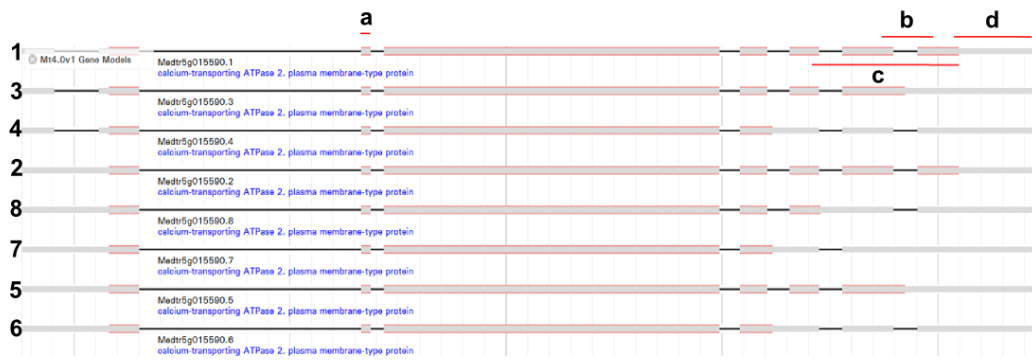 a
b
d
1
Mt4.0v1 Gene Models
Medtr5g015590.1
calcium-transporting ATPase 2, plasma membrane-type protein
c
3
Medtr5g015590.3
calcium-transporting ATPase 2, plasma membrane-type protein
4
Medtr5g015590.4
calcium-transporting ATPase 2, plasma membrane-type protein
2
Medtr5g015590.2
calcium-transporting ATPase 2, plasma membrane-type protein
8
Medtr5g015590.8
calcium-transporting ATPase 2, plasma membrane-type protein
7
Medtr5g015590.7
calcium-transporting ATPase 2, plasma membrane-type protein
5
Medtr5g015590.5
calcium-transporting ATPase 2, plasma membrane-type protein
6
Medtr5g015590.6
calcium-transporting ATPase 2, plasma membrane-type protein